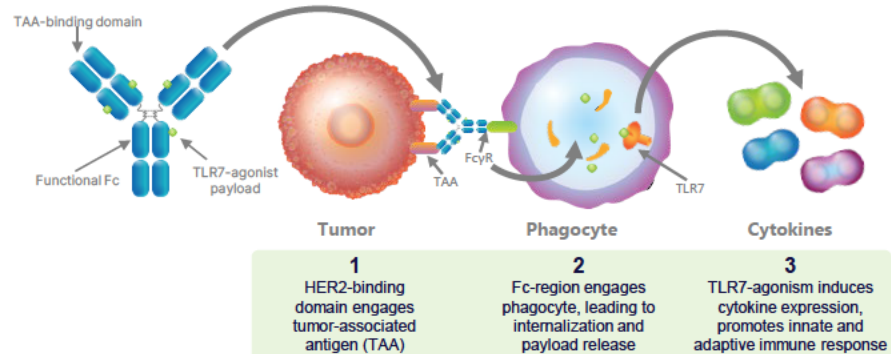 TAA-binding domain
Functional Fc
TLR7-agonist
payload
TAA
FcγR
TLR7
Tumor
Phagocyte
Cytokines
1
HER2-binding
domain engages
tumor-associated
antigen (TAA)
2
Fc-region engages
phagocyte, leading to
internalization and
payload release
3
TLR7-agonism induces
cytokine expression,
promotes innate and
adaptive immune response